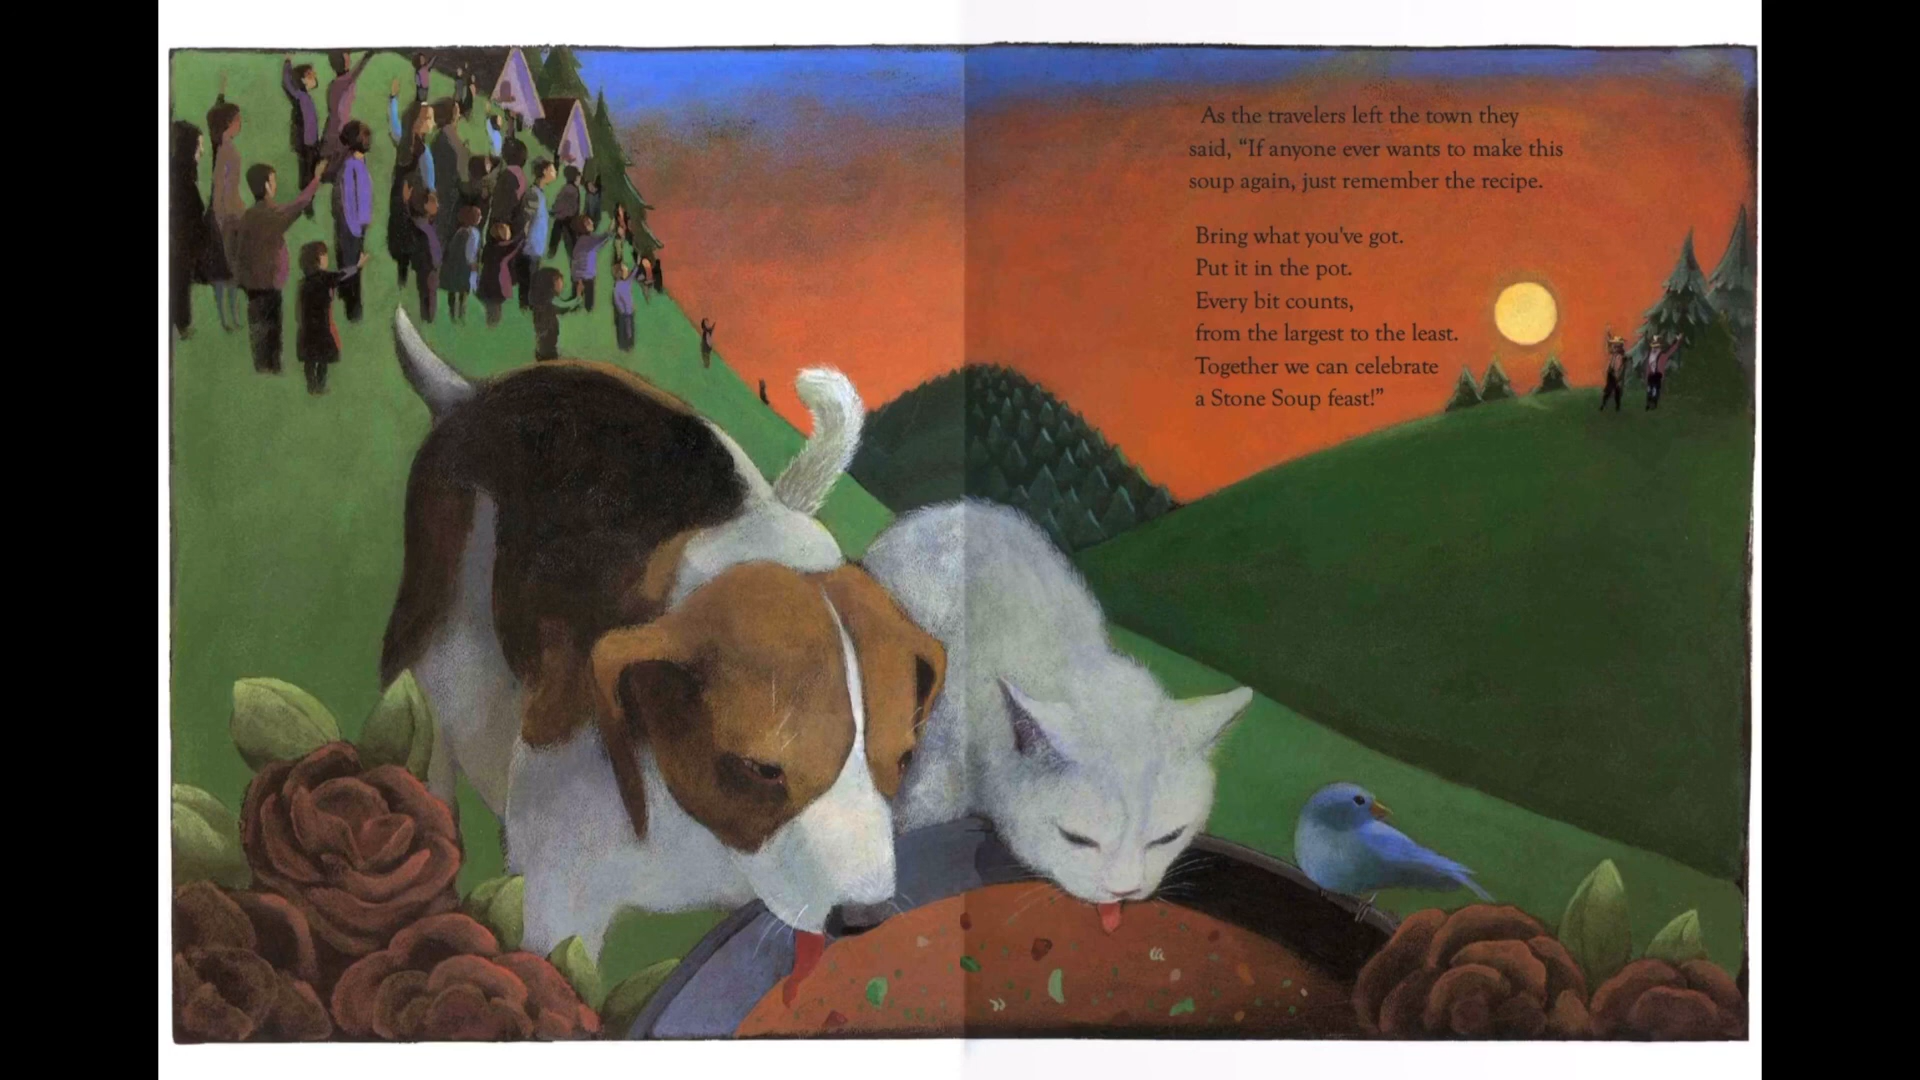 As the travelers left the town they
said, “If anyone ever wants to make this
soup again, just remember the recipe.
Bring what you've got.
Put it in the pot.
Every bit counts,
from the largest to the least.
Together we can celebrate
a Stone Soup feast!”